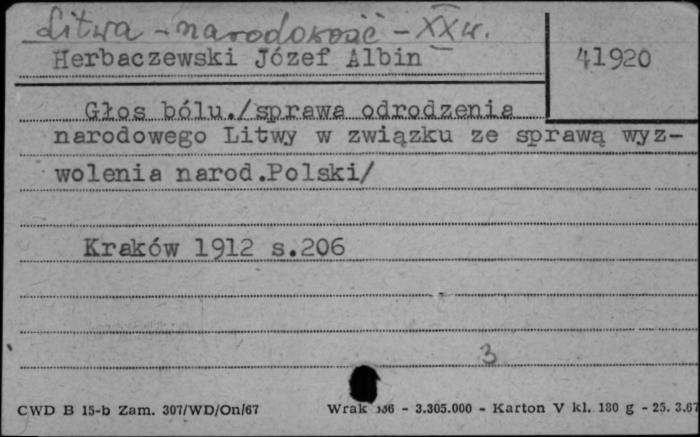 Litwa - narodowość - XX w.
Herbaczewski Józef Albin
41920
Głos bólu./sprawa odrodzenia
narodowego Litwy w związku ze sprawą wyz-
wolenia narod.Polski/
Kraków 1912 s.206
3
CWD B 15-b Zam. 307/WD/On/67 Wrak - 3.305.000 - Karton V kl. 180 g - 25. 3.67